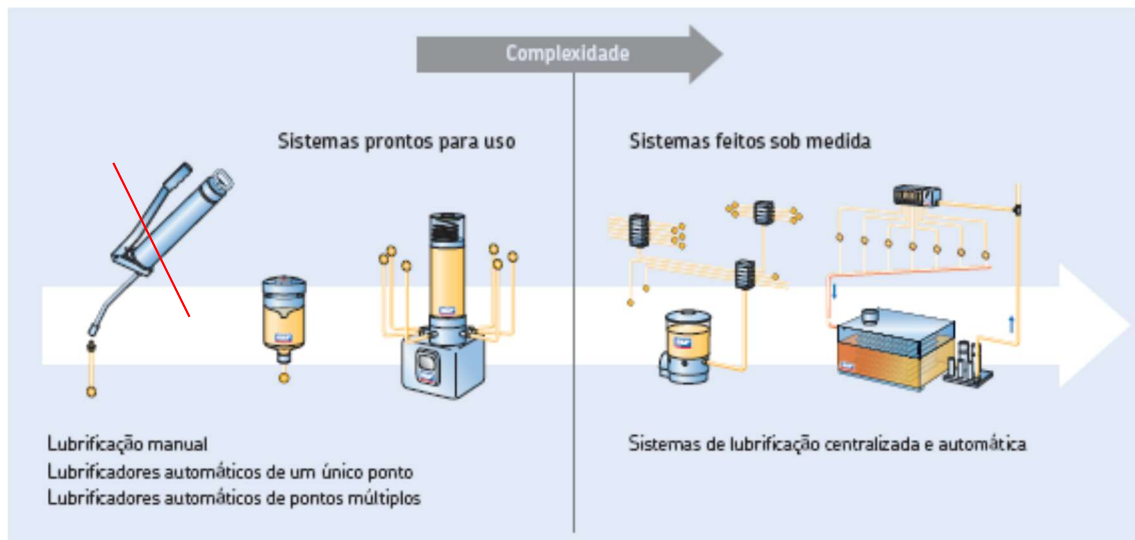 Complexidade
Sistemas prontos para uso
Sistemas feitos sob medida
Lubrificação manual
Lubrificadores automáticos de um único ponto
Lubrificadores automáticos de pontos múltiplos
Sistemas de lubrificação centralizada e automática